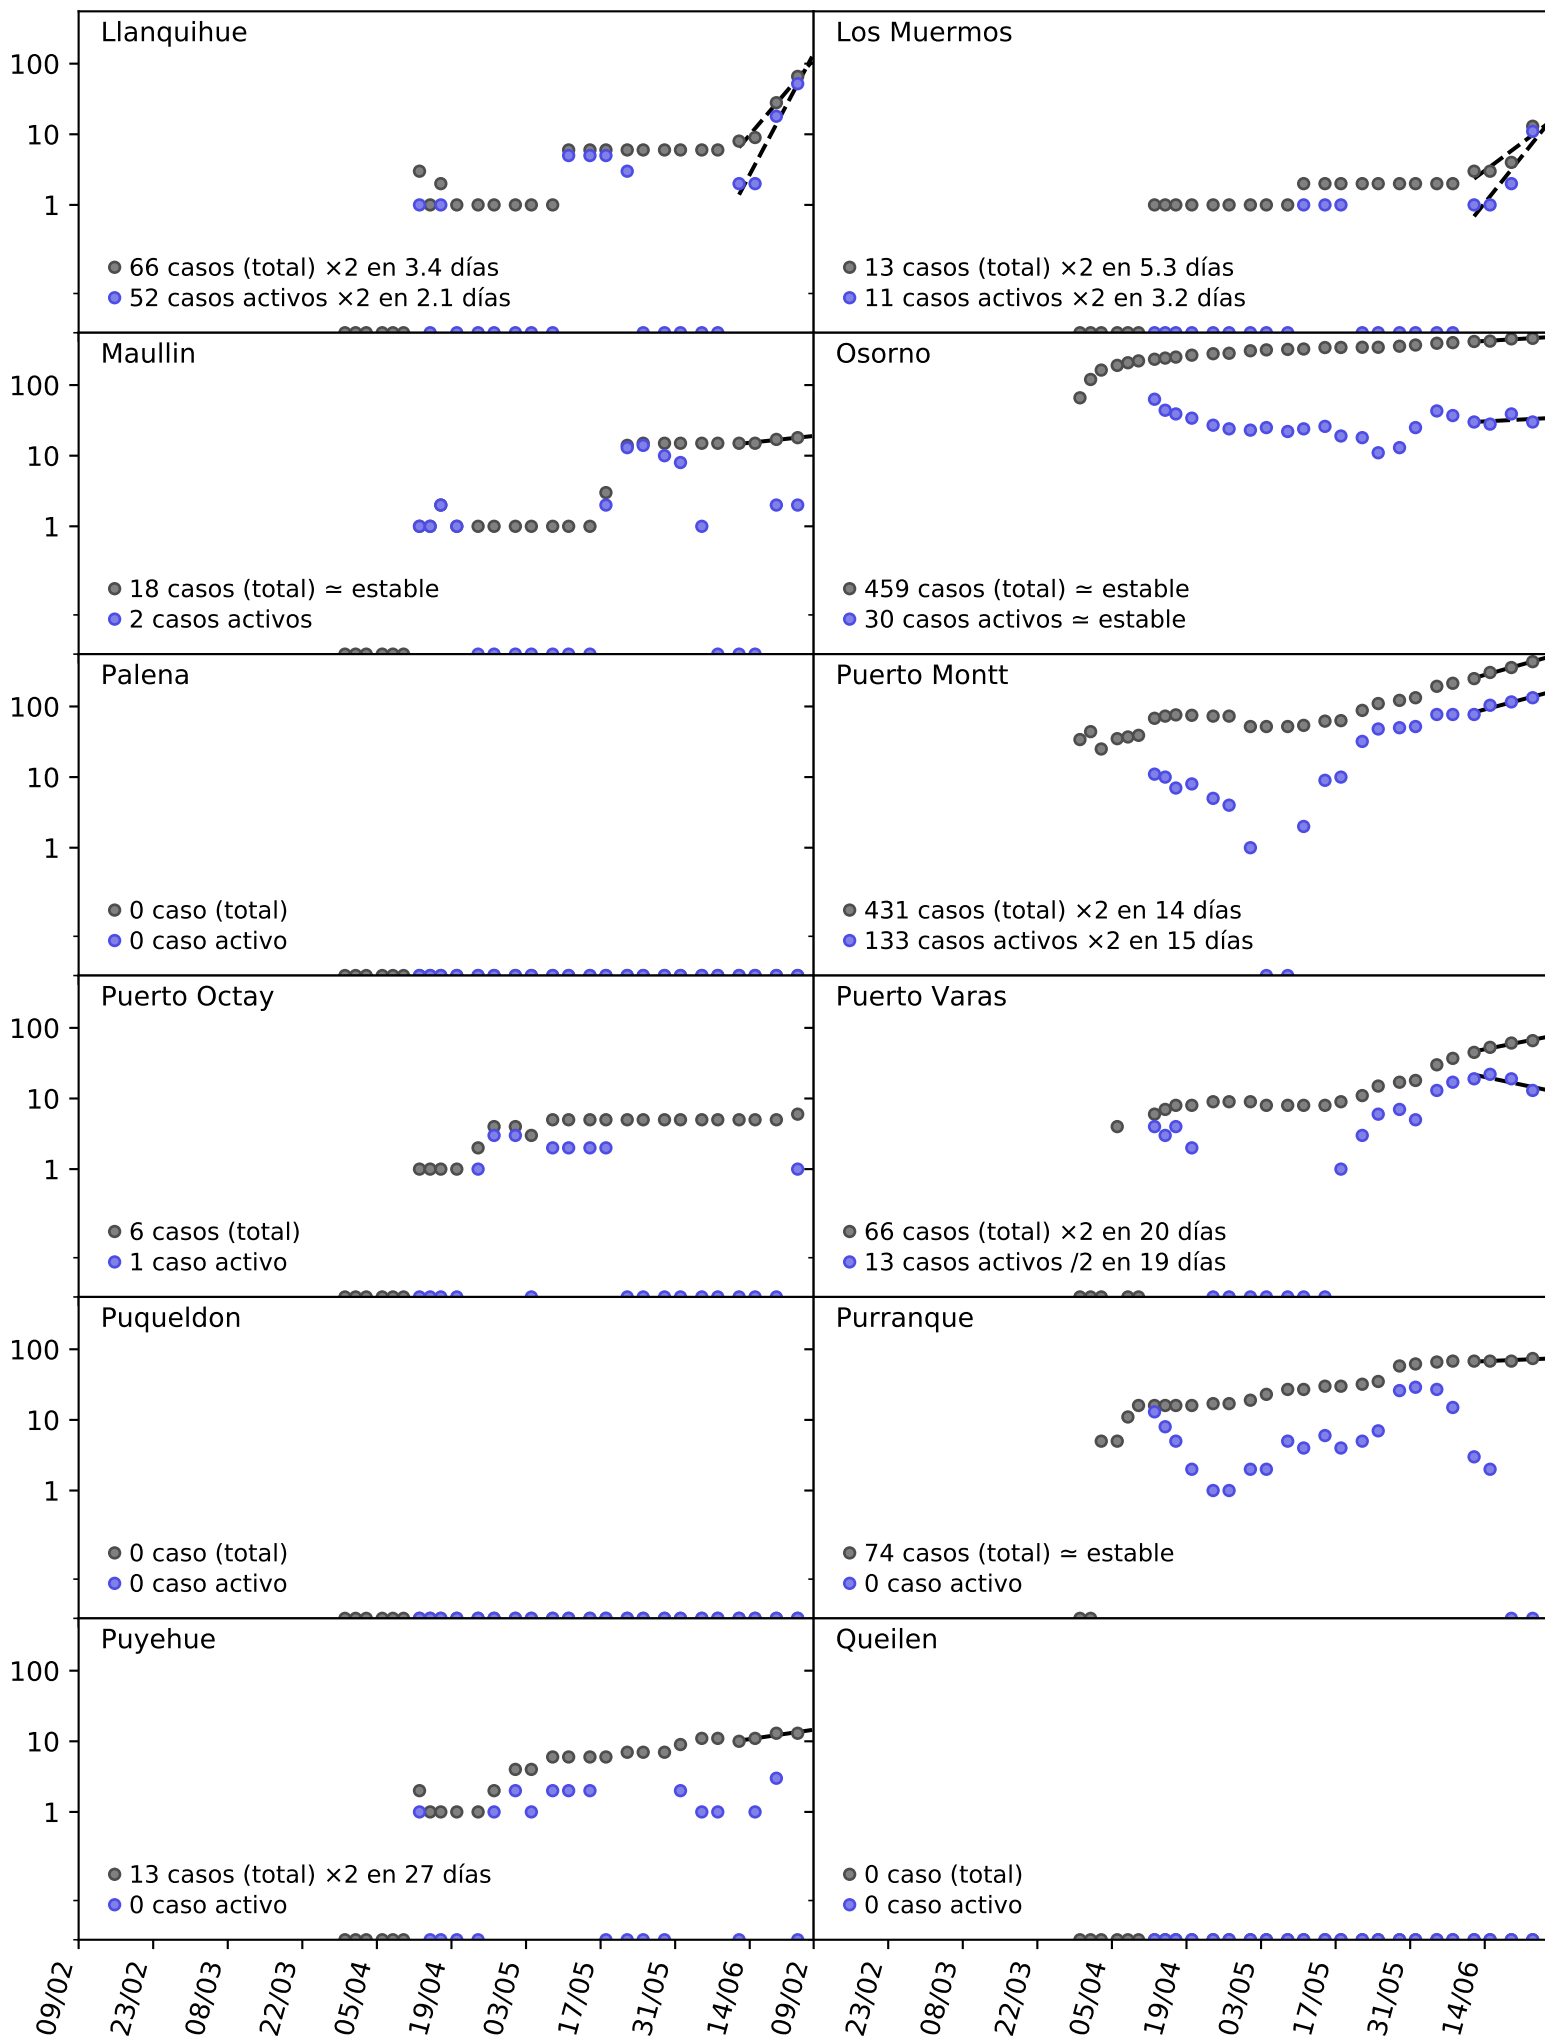 Llanquihue
Los Muermos
100
10
1
66 casos (total) ×2 en 3.4 días
52 casos activos ×2 en 2.1 días
13 casos (total) ×2 en 5.3 días
11 casos activos ×2 en 3.2 días
Maullin
Osorno
100
10
1
18 casos (total) ≃ estable
2 casos activos
459 casos (total) ≃ estable
30 casos activos ≃ estable
Palena
Puerto Montt
100
10
1
0 caso (total)
0 caso activo
431 casos (total) ×2 en 14 días
133 casos activos ×2 en 15 días
Puerto Octay
Puerto Varas
100
10
1
6 casos (total)
1 caso activo
66 casos (total) ×2 en 20 días
13 casos activos /2 en 19 días
Puqueldon
Purranque
100
10
1
0 caso (total)
0 caso activo
74 casos (total) ≃ estable
0 caso activo
Puyehue
Queilen
100
10
1
13 casos (total) ×2 en 27 días
0 caso activo
0 caso (total)
0 caso activo
09/02
23/02
08/03
22/03
05/04
19/04
03/05
17/05
31/05
14/06
09/02
23/02
08/03
22/03
05/04
19/04
03/05
17/05
31/05
14/06